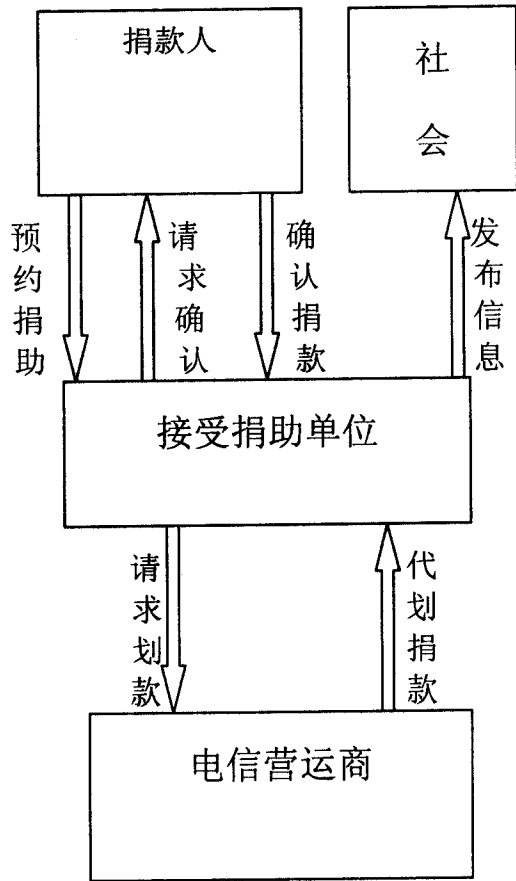 捐款人
社
会
预约捐助
请求确认
确认捐款
发布信息
接受捐助单位
请求划款
代划捐款
电信营运商